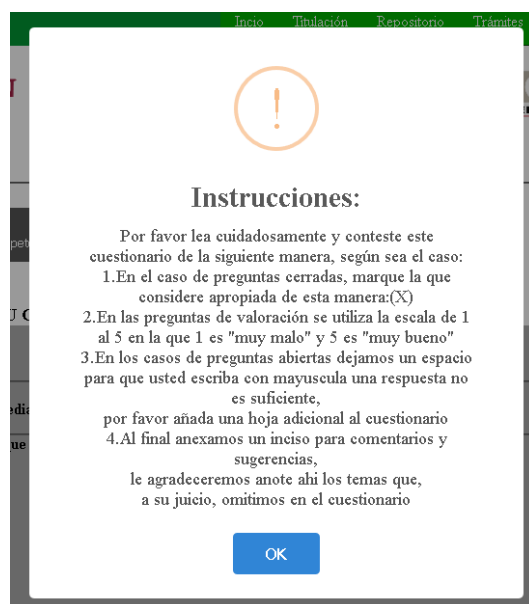 Incio Titulación Repositorio Trámites
Instrucciones:
Por favor lea cuidadosamente y conteste este
cuestionario de la siguiente manera, según sea el caso:
1.En el caso de preguntas cerradas, marque la que
considere apropiada de esta manera:(X)
2.En las preguntas de valoración se utiliza la escala de 1
al 5 en la que 1 es "muy malo" y 5 es "muy bueno"
3.En los casos de preguntas abiertas dejamos un espacio
para que usted escriba con mayuscula una respuesta no
es suficiente,
por favor añada una hoja adicional al cuestionario
4.Al final anexamos un inciso para comentarios y
sugerencias,
le agradeceremos anote ahi los temas que,
a su juicio, omitimos en el cuestionario
OK